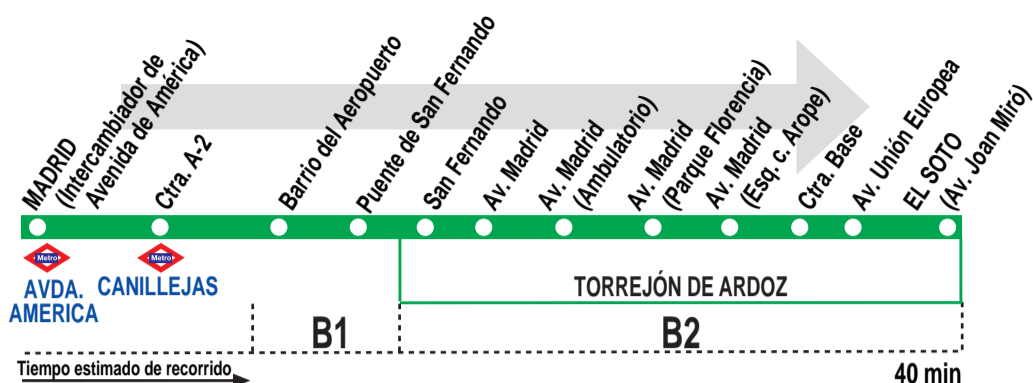 MADRID
(Intercambiador de
Avenida de América)
Ctra. A-2
Barrio del Aeropuerto
Puente de San Fernando
San Fernando
Av. Madrid
Av. Madrid
(Ambulatorio)
Av. Madrid
(Parque Florencia)
Av. Madrid
(Esq. c. Arope)
Ctra. Base
Av. Unión Europea
EL SOTO
(Av. Joan Miró)
Metro
Metro
AVDA.
AMERICA
CANILLEJAS
TORREJÓN DE ARDOZ
B1
B2
Tiempo estimado de recorrido
40 min